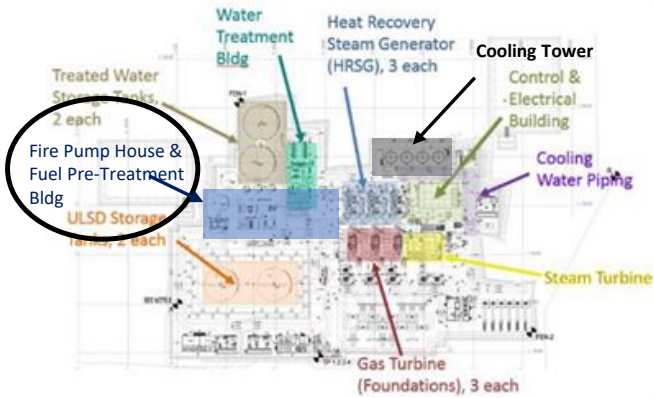 Water
Treatment
Bldg
Heat Recovery
Steam Generator
(HRSG), 3 each
Cooling Tower
Control &
Electrical
Building
Treated Water
Storage Tanks,
2 each
Fire Pump House &
Fuel Pre-Treatment
Bldg
Cooling
Water Piping
ULSD Storage
Tanks, 2 each
Steam Turbine
Gas Turbine
(Foundations), 3 each